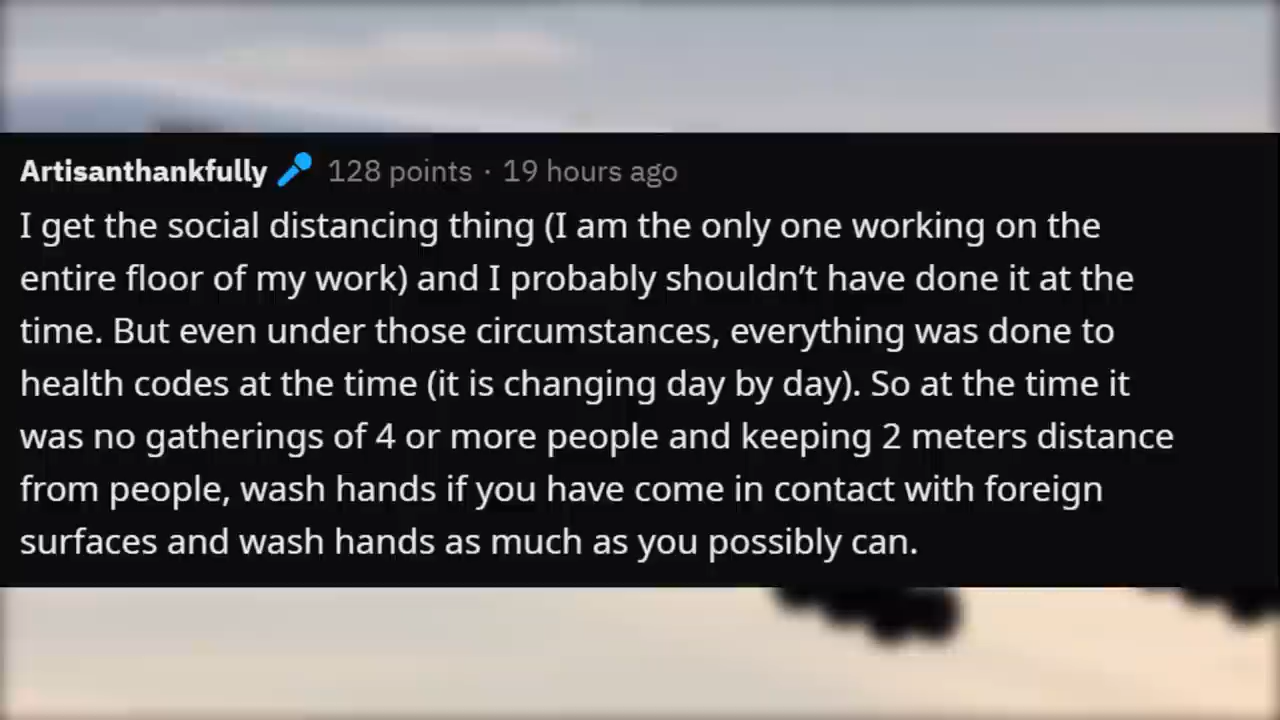 Artisanthankfully 128 points · 19 hours ago
I get the social distancing thing (I am the only one working on the
entire floor of my work) and I probably shouldn’t have done it at the
time. But even under those circumstances, everything was done to
health codes at the time (it is changing day by day). So at the time it
was no gatherings of 4 or more people and keeping 2 meters distance
from people, wash hands if you have come in contact with foreign
surfaces and wash hands as much as you possibly can.